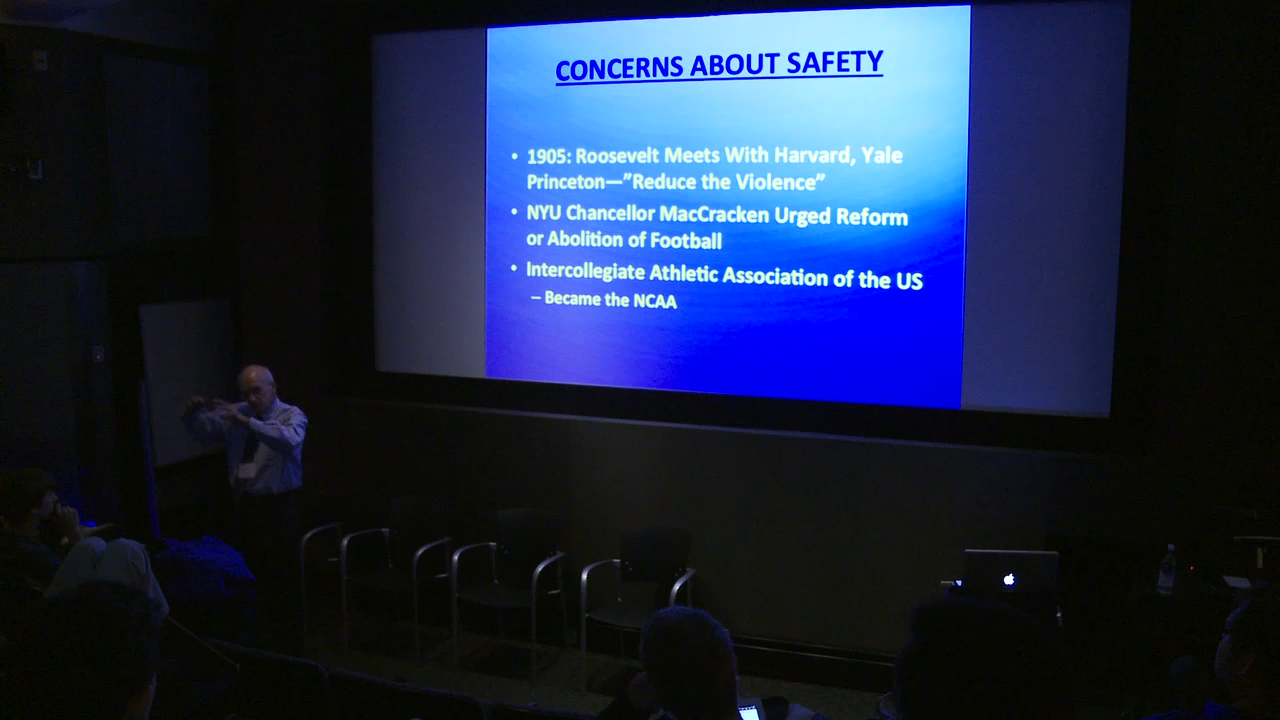 CONCERNS ABOUT SAFETY
• 1905: Roosevelt Meets With Harvard, Yale
Princeton—”Reduce the Violence”
• NYU Chancellor MacCracken Urged Reform
or Abolition of Football
• Intercollegiate Athletic Association of the US
– Became the NCAA